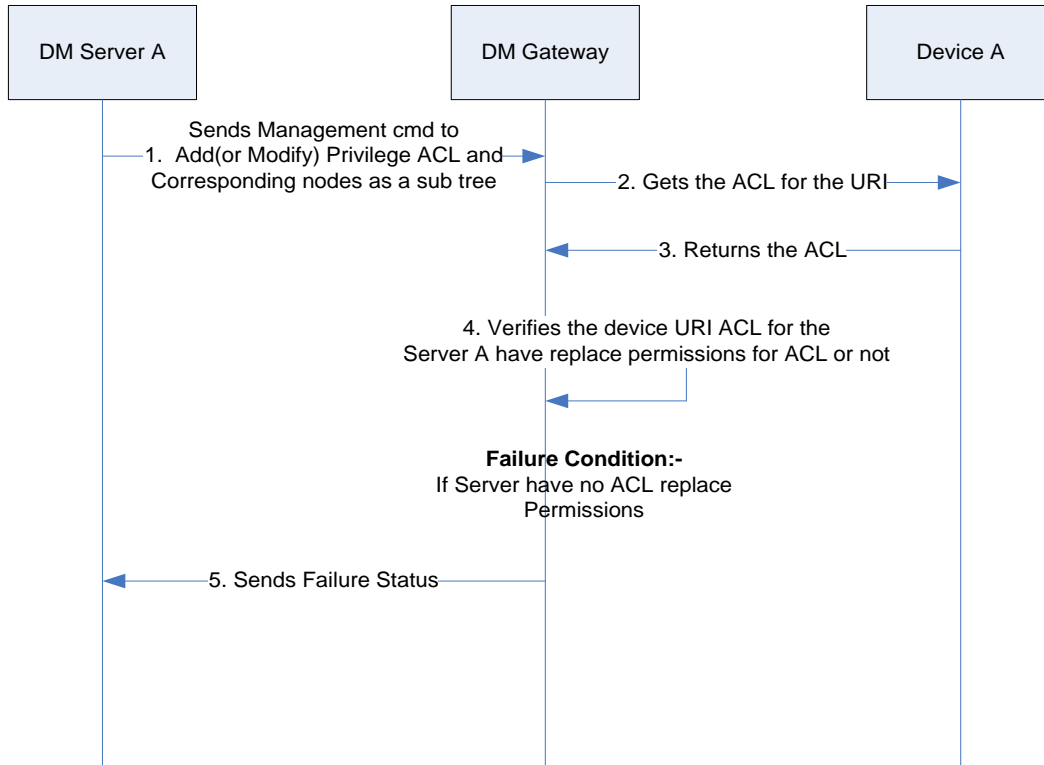 DM Server A
DM Gateway
Device A
Sends Management cmd to
1. Add(or Modify) Privilege ACL and
Corresponding nodes as a sub tree
2. Gets the ACL for the URI
3. Returns the ACL
4. Verifies the device URI ACL for the
Server A have replace permissions for ACL or not
Failure Condition:-
If Server have no ACL replace
Permissions
5. Sends Failure Status